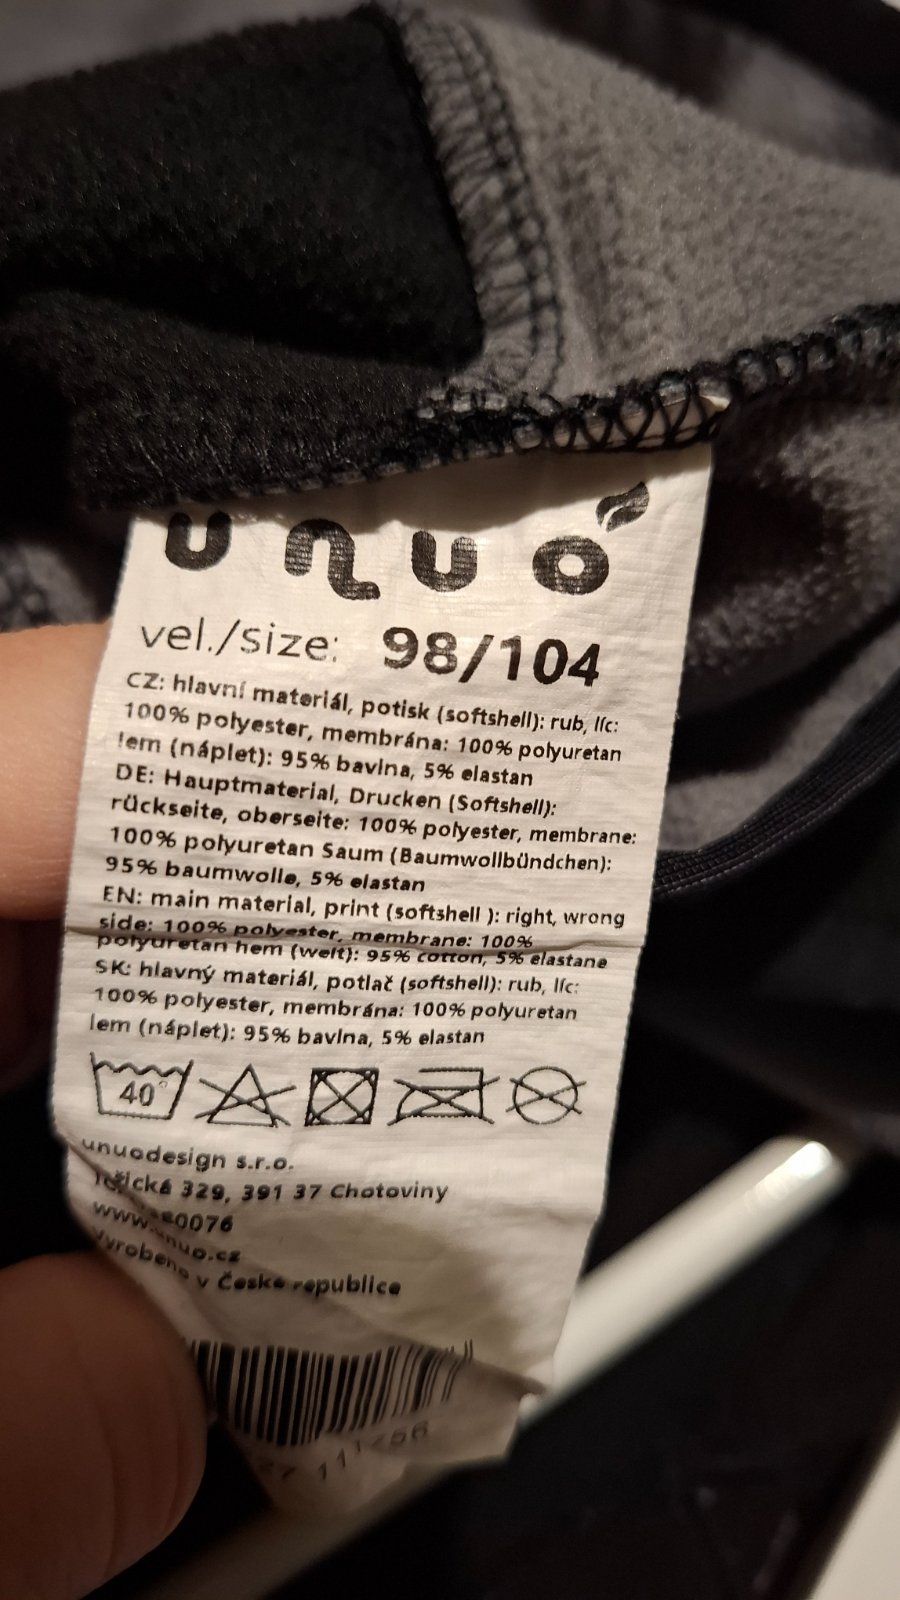 unuo
vel./size: 98/104
CZ: hlavní materiál, potisk (softshell): rub, líc:
100% polyester, membrána: 100% polyuretan
lem (náplet): 95% bavlna, 5% elastan
DE: Hauptmaterial, Drucken (Softshell):
rückseite, oberseite: 100% polyester, membrane:
100% polyuretan Saum (Baumwollbündchen):
95% baumwolle, 5% elastan
EN: main material, print (softshell ): right, wrong
side: 100% polyester, membrane: 100%
polyuretan hem (welt): 95% cotton, 5% elastane
SK: hlavný materiál, potlač (softshell): rub, líc:
100% polyester, membrána: 100% polyuretan
lem (náplet): 95% bavlna, 5% elastan
40°
unuodesign s.r.o.
329, 391 37 Chotoviny
www.unuo.cz
vyrobeno v České republice